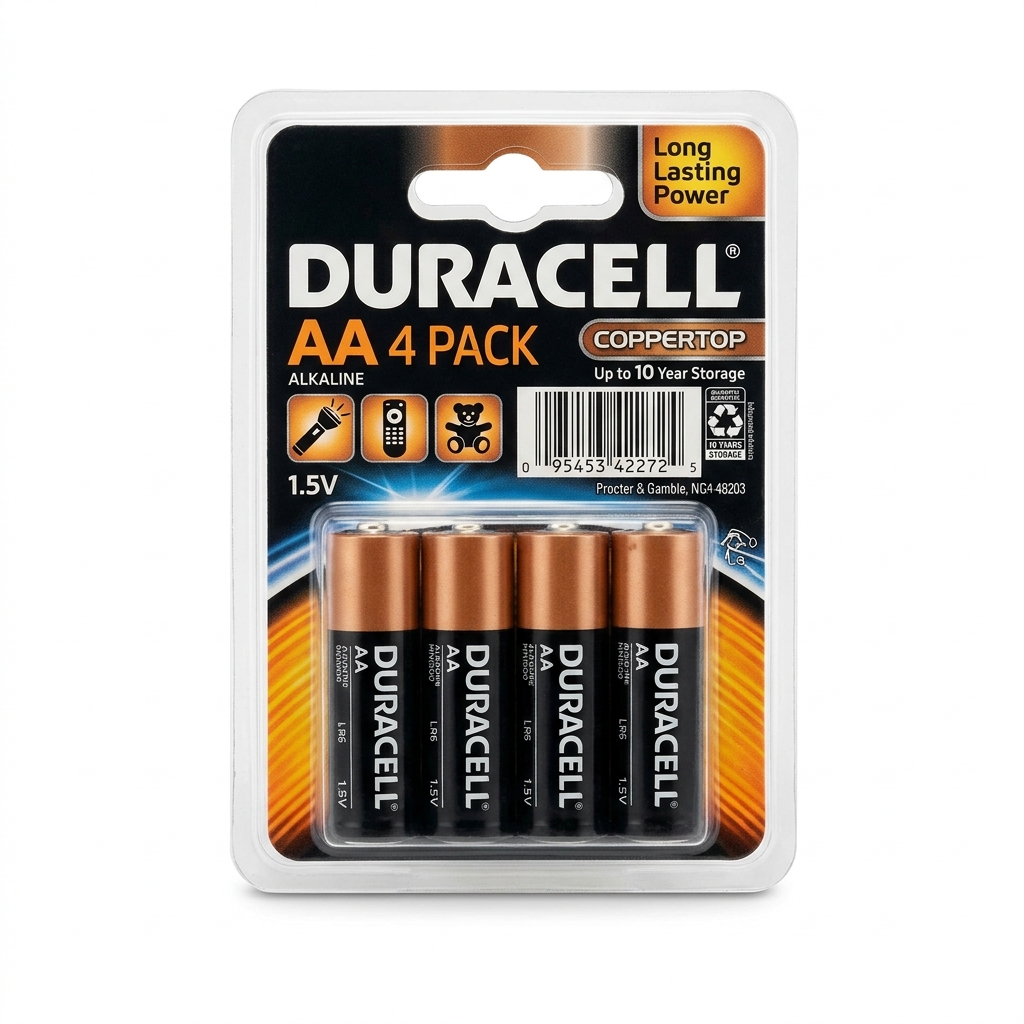 Long
Lasting
Power
DURACELL®
AA 4 PACK
COPPERTOP
ALKALINE
Up to 10 Year Storage
0 95453 42272 5
10 YAARS
STORAGE
1.5V
Procter & Gamble, NG4-48203
AA DURACELL®
LR6 1.5V
AA DURACELL®
LR6 1.5V
AA DURACELL®
LR6 1.5V
AA DURACELL®
LR6 1.5V